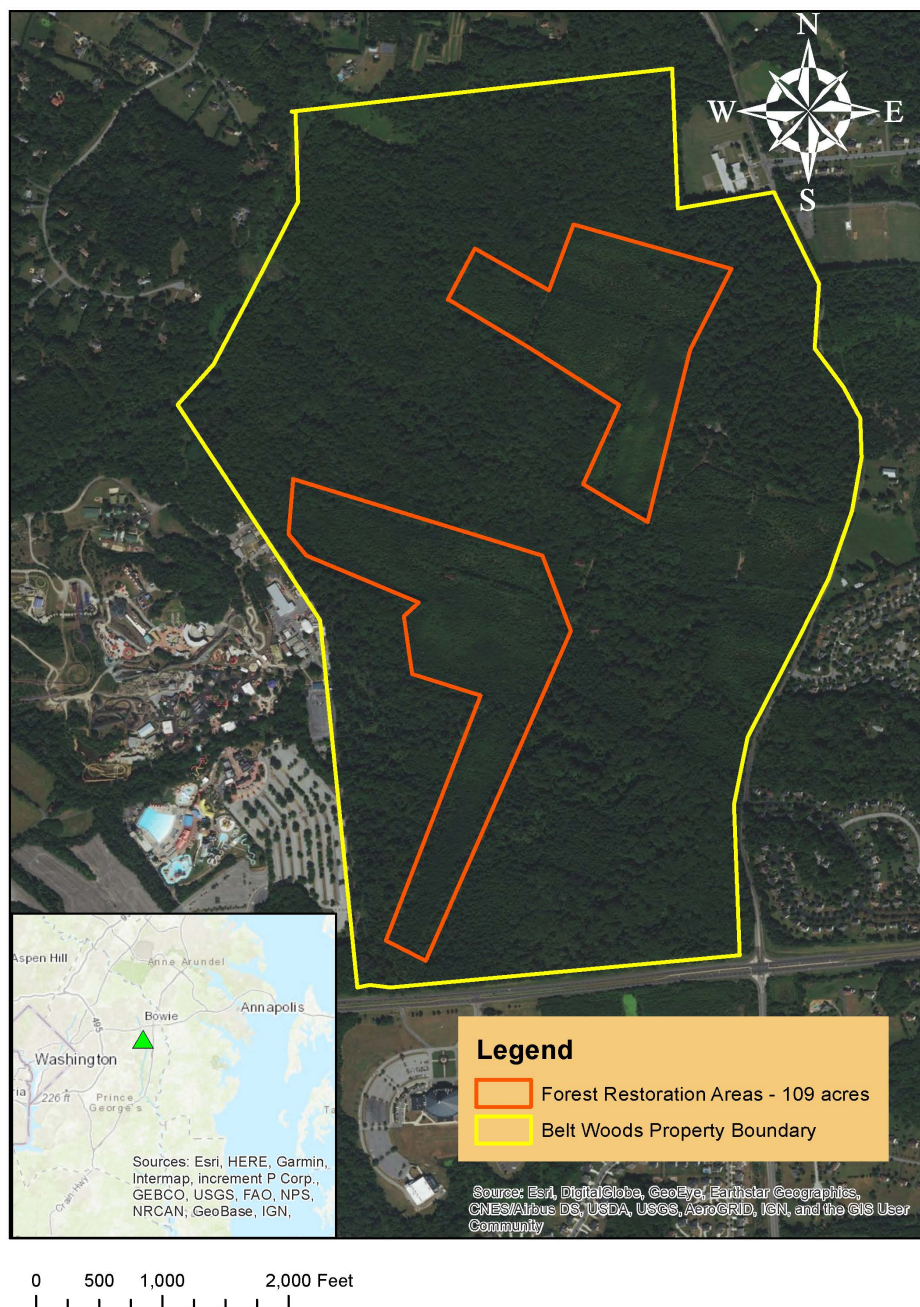 N
W
E
S
Aspen Hill
Anne Arundel
Bowie
Annapolis
495
Washington
226 ft
Prince
George's
Crain Hwy
Sources: Esri, HERE, Garmin,
Intermap, increment P Corp.,
GEBCO, USGS, FAO, NPS,
NRCAN, GeoBase, IGN,
Legend
Forest Restoration Areas - 109 acres
Belt Woods Property Boundary
Source: Esri, DigitalGlobe, GeoEye, Earthstar Geographics,
CNES/Airbus DS, USDA, USGS, AeroGRID, IGN, and the GIS User
Community
0 500 1,000 2,000 Feet